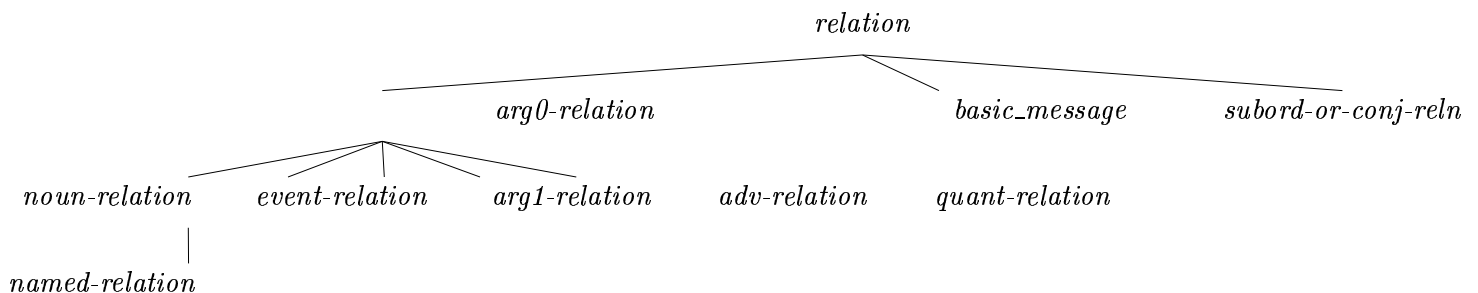 relation
arg0-relation basic_message subord-or-conj-reln
noun-relation event-relation arg1-relation adv-relation quant-relation
named-relation